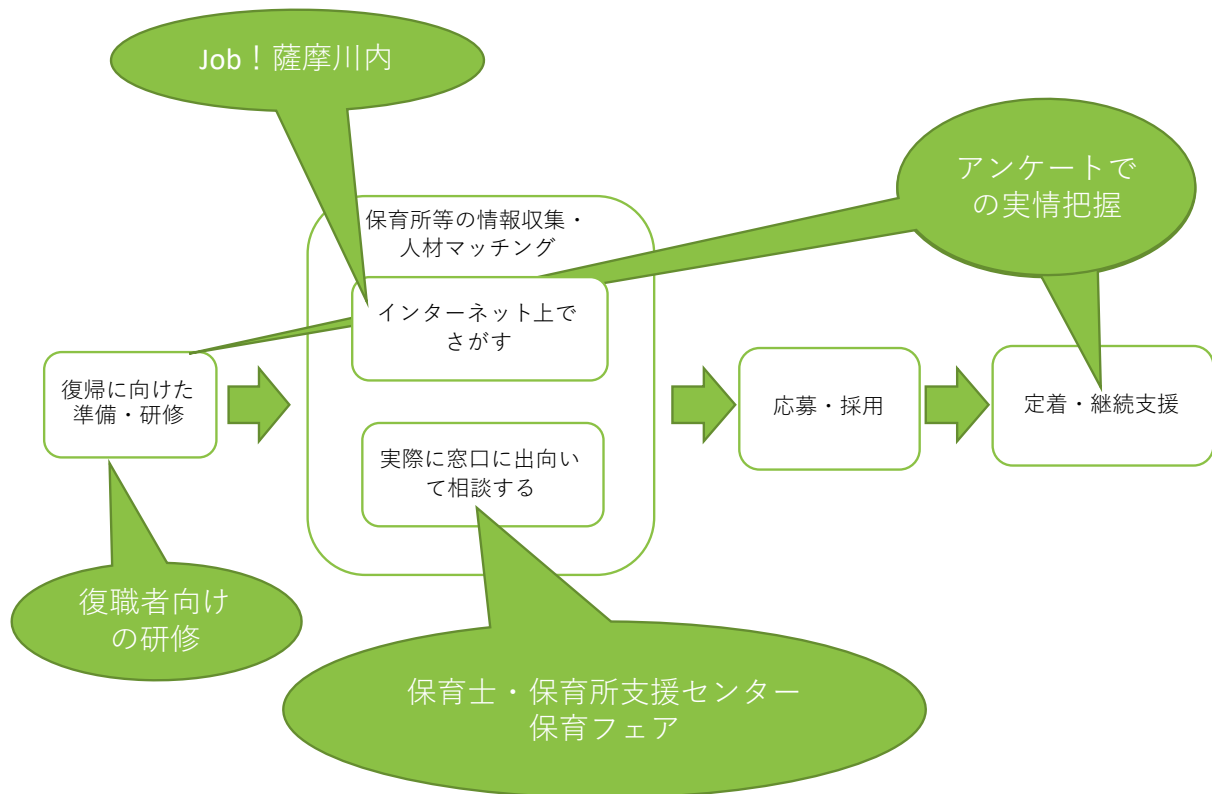 Job！薩摩川内
アンケートで
の実情把握
保育所等の情報収集・
人材マッチング
インターネット上で
さがす
復帰に向けた
準備・研修
実際に窓口に出向い
て相談する
応募・採用
定着・継続支援
復職者向け
の研修
保育士・保育所支援センター
保育フェア